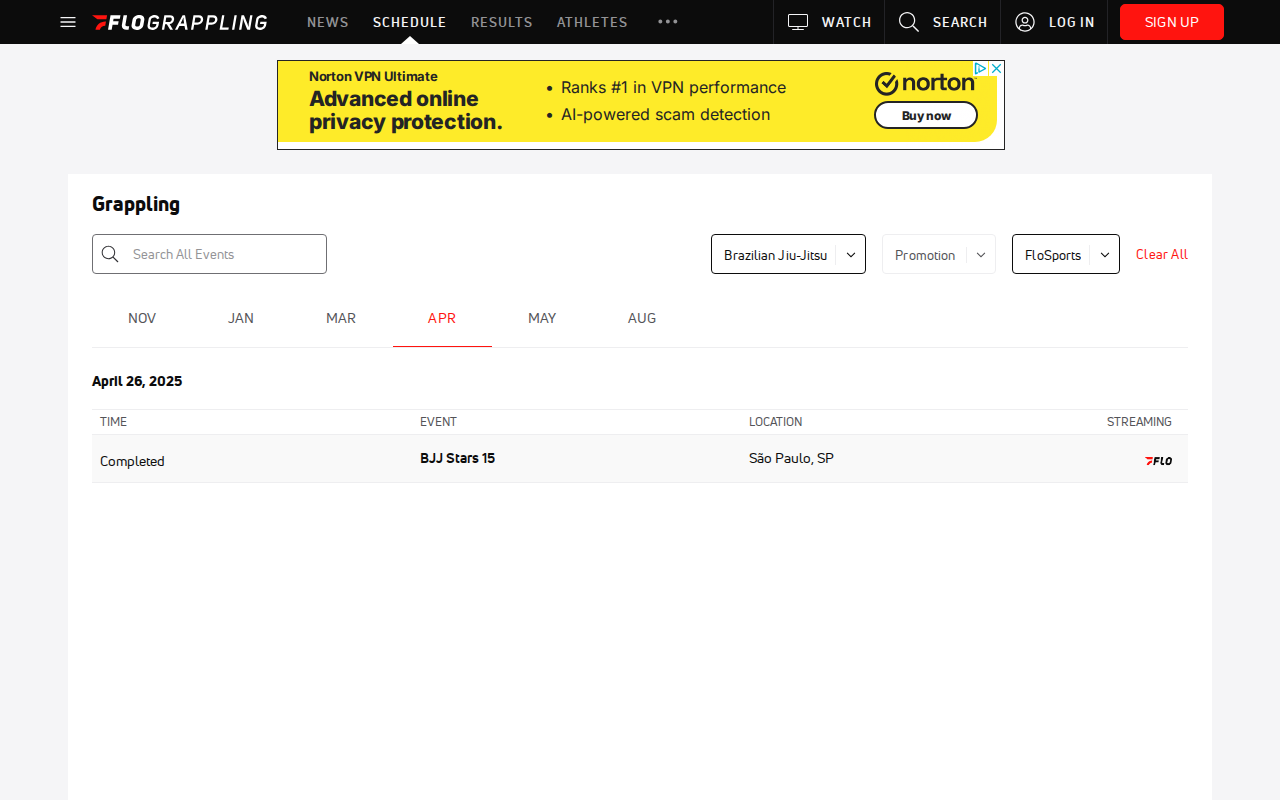 FLOGRAPPLING NEWS SCHEDULE RESULTS ATHLETES ••• WATCH SEARCH LOG IN SIGN UP
Norton VPN Ultimate
Advanced online
privacy protection.
• Ranks #1 in VPN performance
• AI-powered scam detection
norton
Buy now
Grappling
Search All Events
Brazilian Jiu-Jitsu
Promotion
FloSports
Clear All
NOV JAN MAR APR MAY AUG
April 26, 2025
TIME EVENT LOCATION STREAMING
Completed BJJ Stars 15 São Paulo, SP FLO